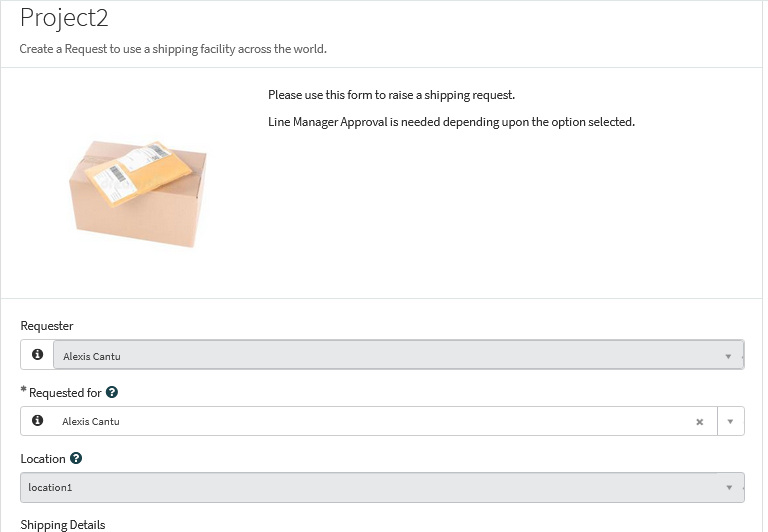 Project2
Create a Request to use a shipping facility across the world.
Please use this form to raise a shipping request.
Line Manager Approval is needed depending upon the option selected.
Requester
Alexis Cantu
* Requested for
Alexis Cantu
Location
location1
Shipping Details